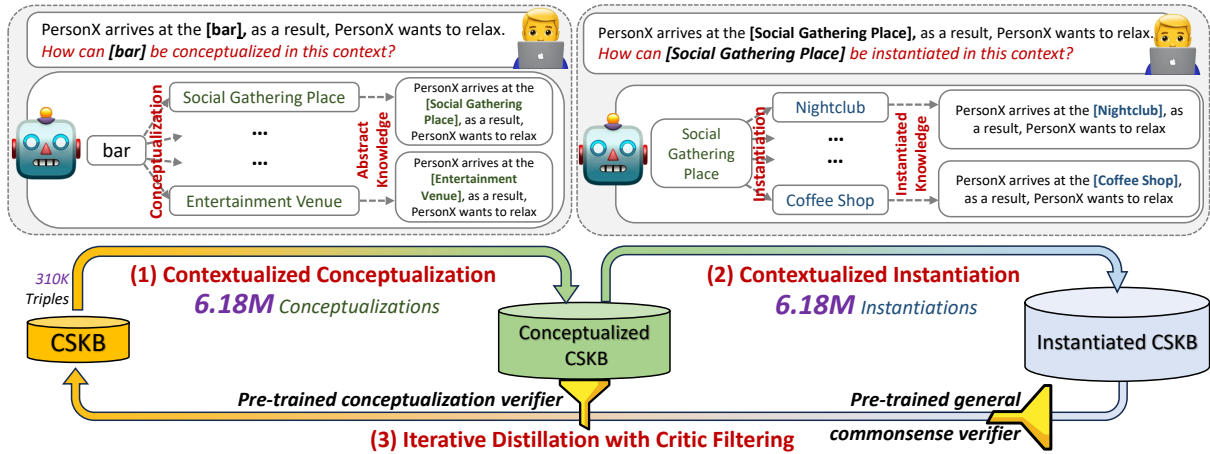 PersonX arrives at the [bar], as a result, PersonX wants to relax.
How can [bar] be conceptualized in this context?
Conceptualization
bar
Social Gathering Place
...
...
Entertainment Venue
Abstract
Knowledge
PersonX arrives at the
[Social Gathering
Place], as a result,
PersonX wants to relax
PersonX arrives at the
[Entertainment
Venue], as a result,
PersonX wants to relax
PersonX arrives at the [Social Gathering Place], as a result, PersonX wants to relax.
How can [Social Gathering Place] be instantiated in this context?
Social
Gathering
Place
Instantiation
Nightclub
...
...
Coffee Shop
Instantiated
Knowledge
PersonX arrives at the [Nightclub], as
a result, PersonX wants to relax
PersonX arrives at the [Coffee Shop],
as a result, PersonX wants to relax
310K
Triples
CSKB
(1) Contextualized Conceptualization
6.18M Conceptualizations
Conceptualized
CSKB
(2) Contextualized Instantiation
6.18M Instantiations
Instantiated CSKB
Pre-trained conceptualization verifier
Pre-trained general
commonsense verifier
(3) Iterative Distillation with Critic Filtering